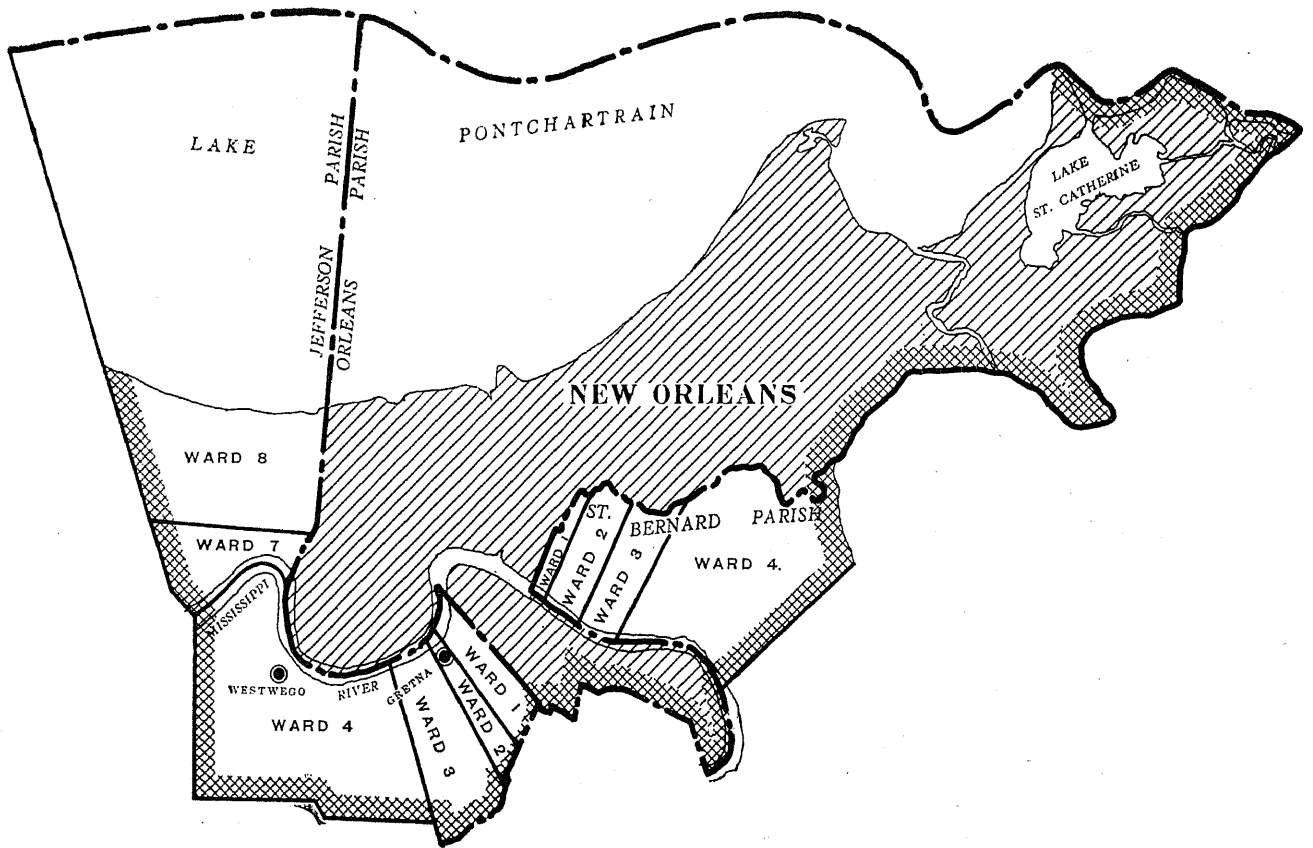 LAKE
PONTCHARTRAIN
PARISH
PARISH
LAKE
ST. CATHERINE
JEFFERSON
ORLEANS
NEW ORLEANS
WARD 8
WARD 7
ST.
BERNARD PARISH
WARD 1
WARD 2
WARD 3
WARD 4.
MISSISSIPPI
WESTWEGO
RIVER
GRETNA
WARD 4
WARD 3
WARD 2
WARD 1